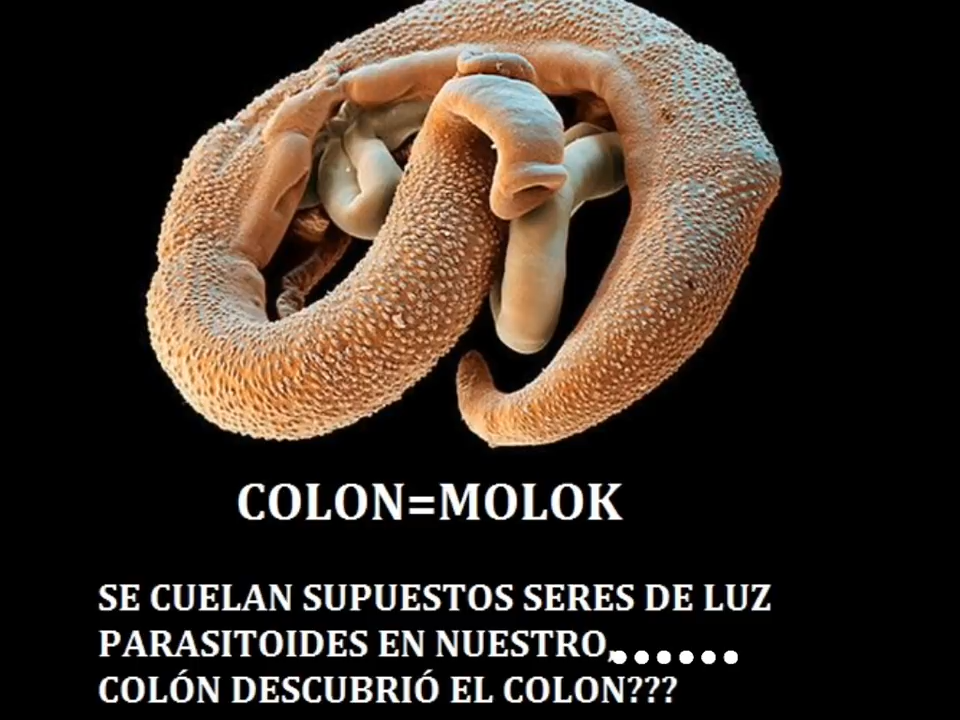 COLON=MOLOK
SE CUELAN SUPUESTOS SERES DE LUZ
PARASITOIDES EN NUESTRO,......
COLÓN DESCUBRIÓ EL COLON???